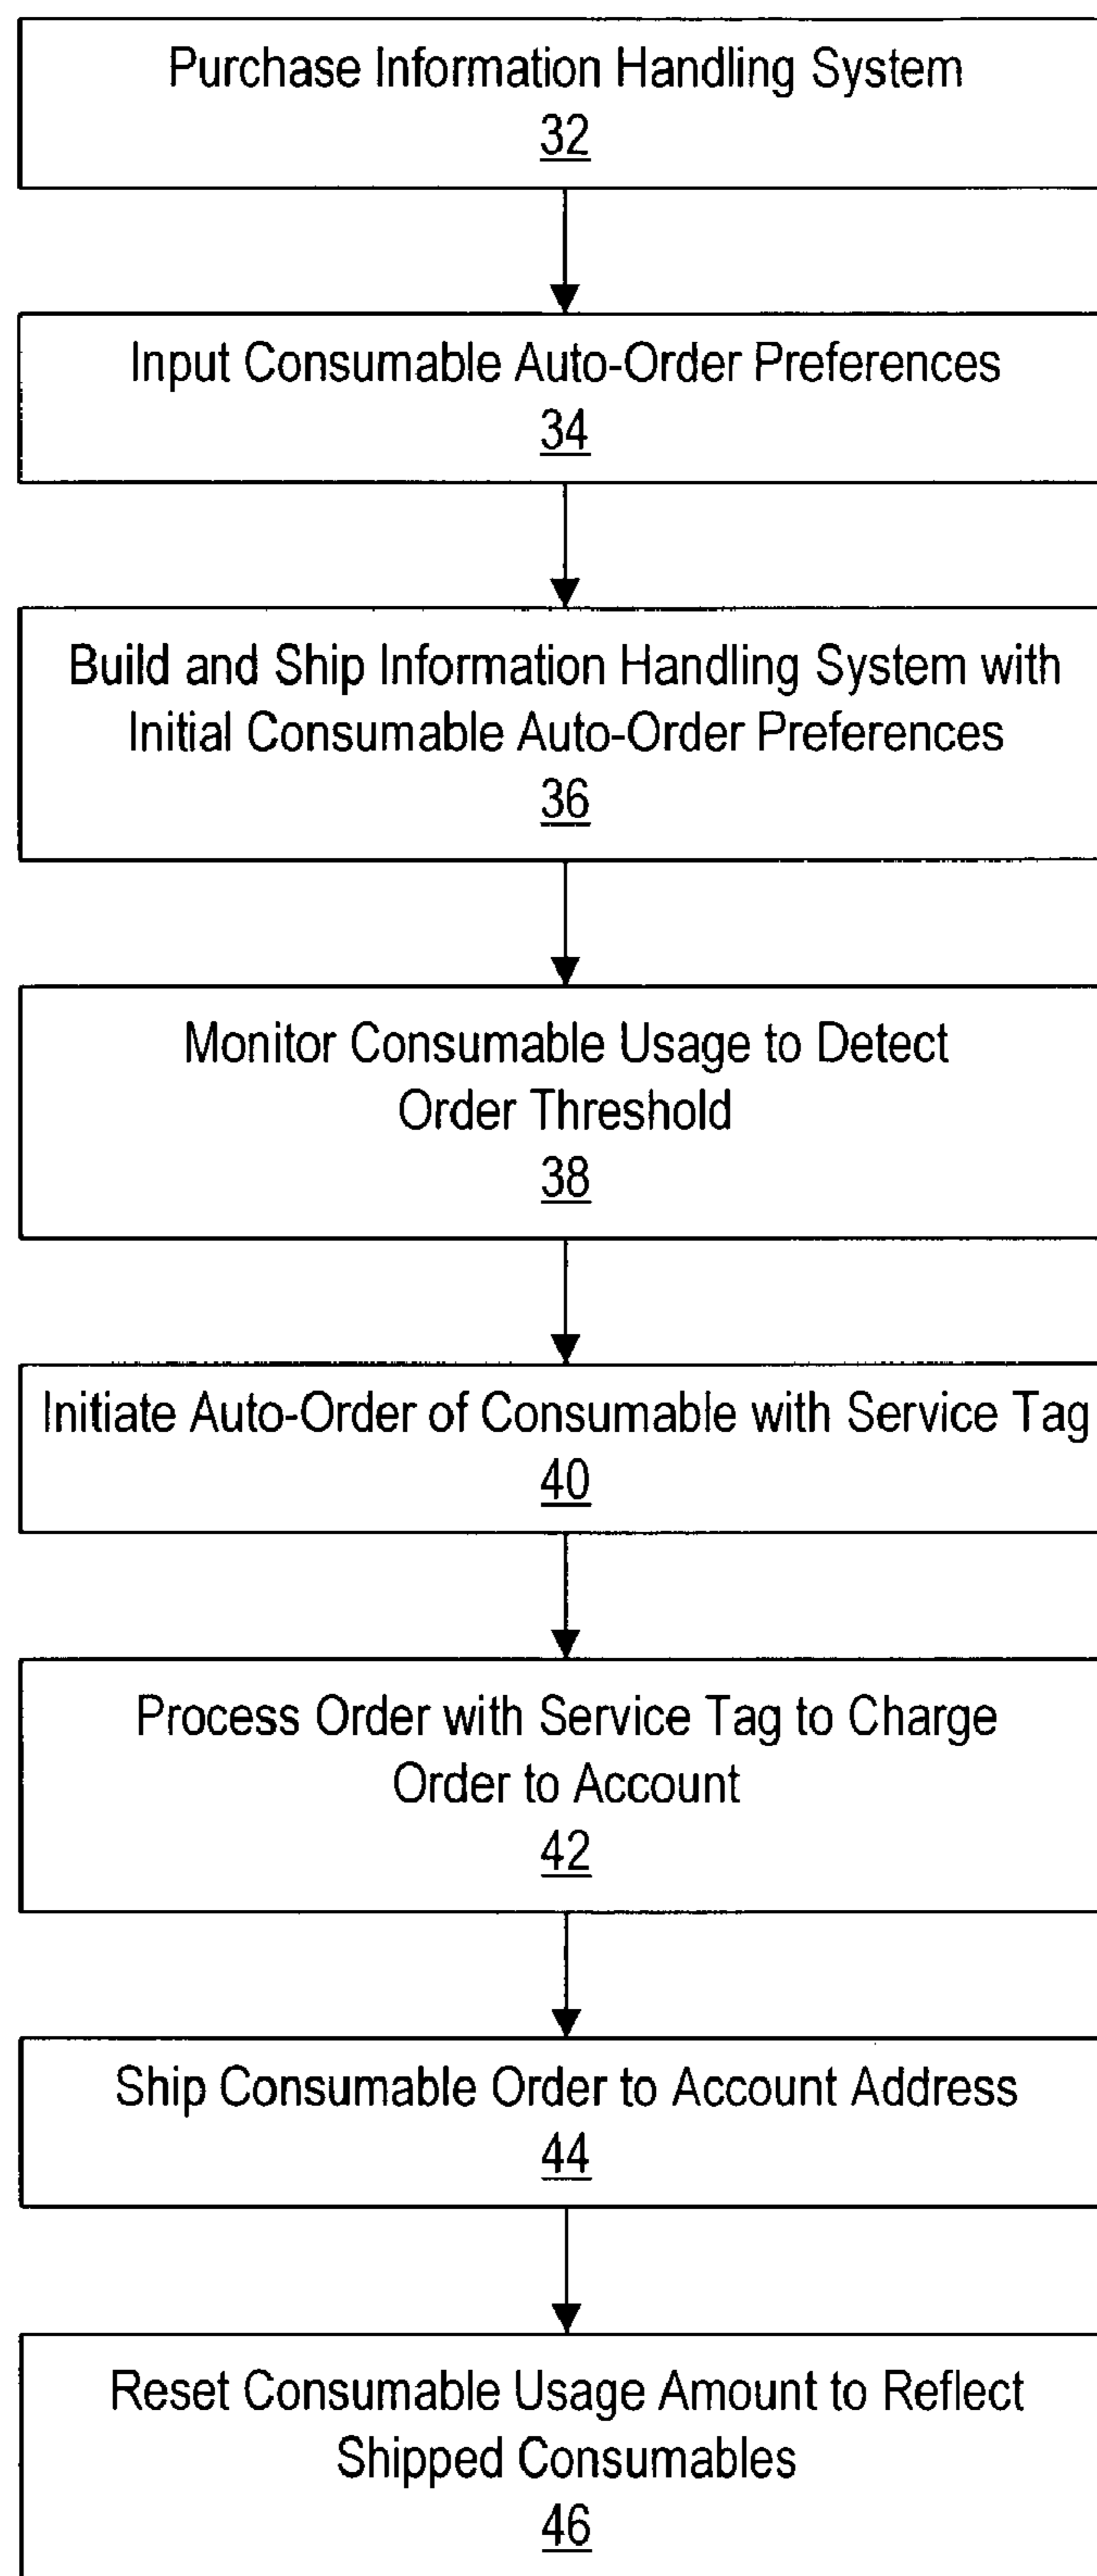 Purchase Information Handling System
32
Input Consumable Auto-Order Preferences
34
Build and Ship Information Handling System with
Initial Consumable Auto-Order Preferences
36
Monitor Consumable Usage to Detect
Order Threshold
38
Initiate Auto-Order of Consumable with Service Tag
40
Process Order with Service Tag to Charge
Order to Account
42
Ship Consumable Order to Account Address
44
Reset Consumable Usage Amount to Reflect
Shipped Consumables
46